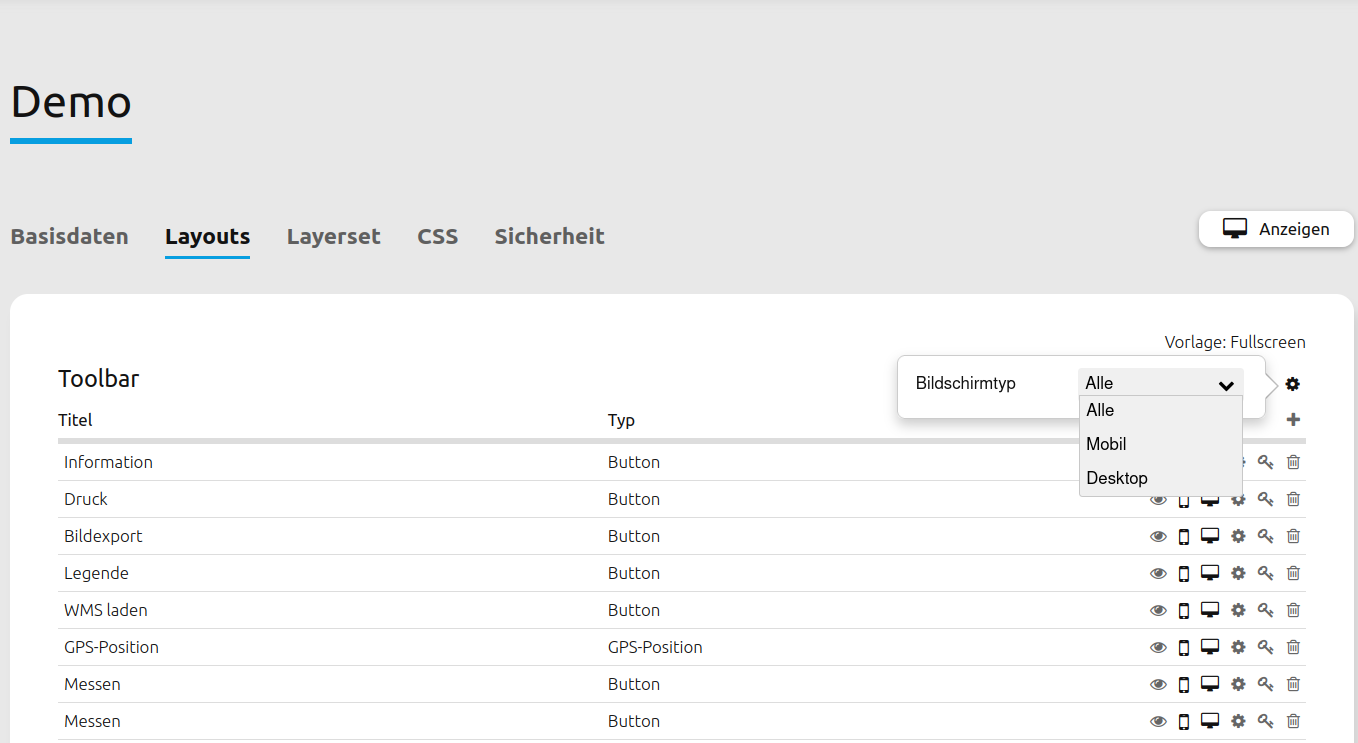 Demo
Basisdaten Layouts Layerset CSS Sicherheit Anzeigen
Vorlage: Fullscreen
Toolbar Bildschirmtyp Alle
Titel Typ Alle
Mobil
Desktop
Information Button
Druck Button
Bildexport Button
Legende Button
WMS laden Button
GPS-Position GPS-Position
Messen Button
Messen Button